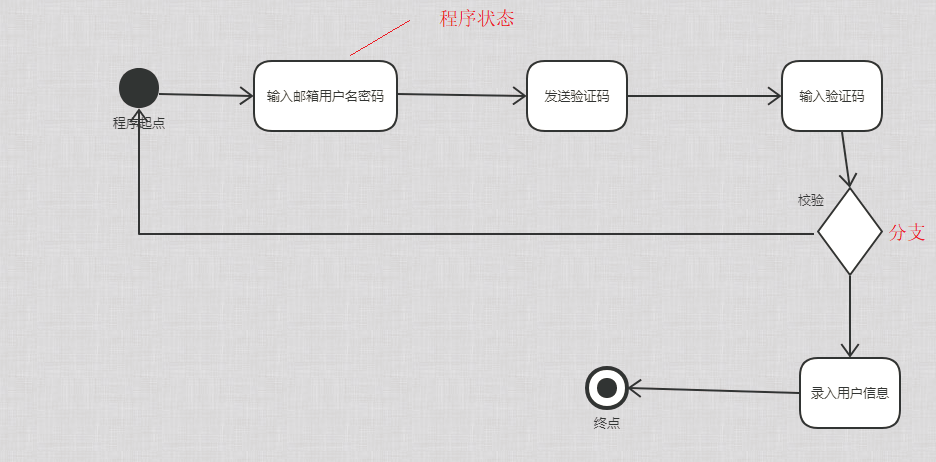 程序状态
输入邮箱用户名密码
发送验证码
输入验证码
程序起点
校验
分支
录入用户信息
终点